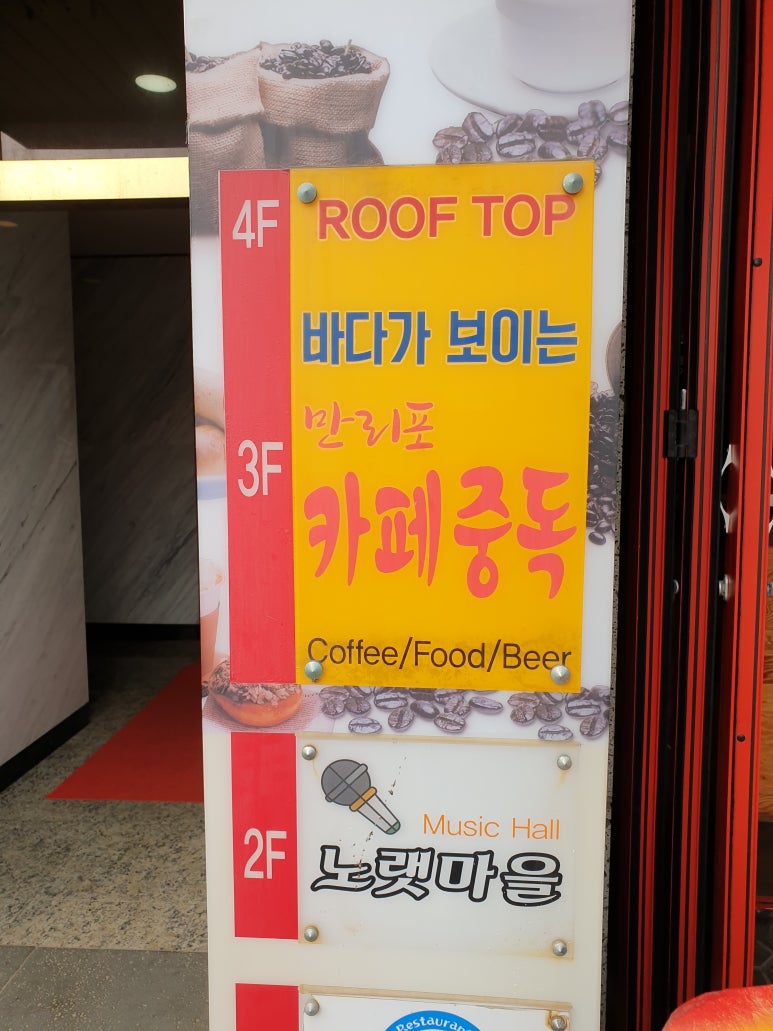 4F ROOF TOP
바다가 보이는
만리포
3F 카페중독
Coffee/Food/Beer
Music Hall
2F 노랫마을
Restaurant